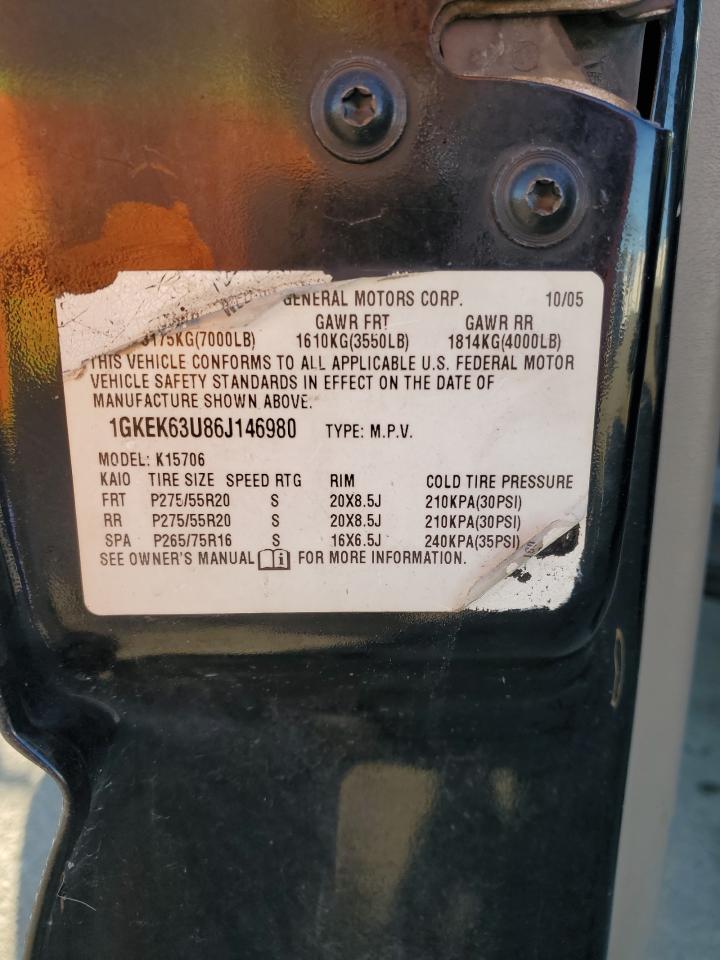 GENERAL MOTORS CORP. 10/05
GAWR FRT GAWR RR
3175KG(7000LB) 1610KG(3550LB) 1814KG(4000LB)
THIS VEHICLE CONFORMS TO ALL APPLICABLE U.S. FEDERAL MOTOR
VEHICLE SAFETY STANDARDS IN EFFECT ON THE DATE OF
MANUFACTURE SHOWN ABOVE.
1GKEK63U86J146980 TYPE: M.P.V.
MODEL: K15706
KAIO TIRE SIZE SPEED RTG RIM COLD TIRE PRESSURE
FRT P275/55R20 S 20X8.5J 210KPA(30PSI)
RR P275/55R20 S 20X8.5J 210KPA(30PSI)
SPA P265/75R16 S 16X6.5J 240KPA(35PSI)
SEE OWNER'S MANUAL i FOR MORE INFORMATION.